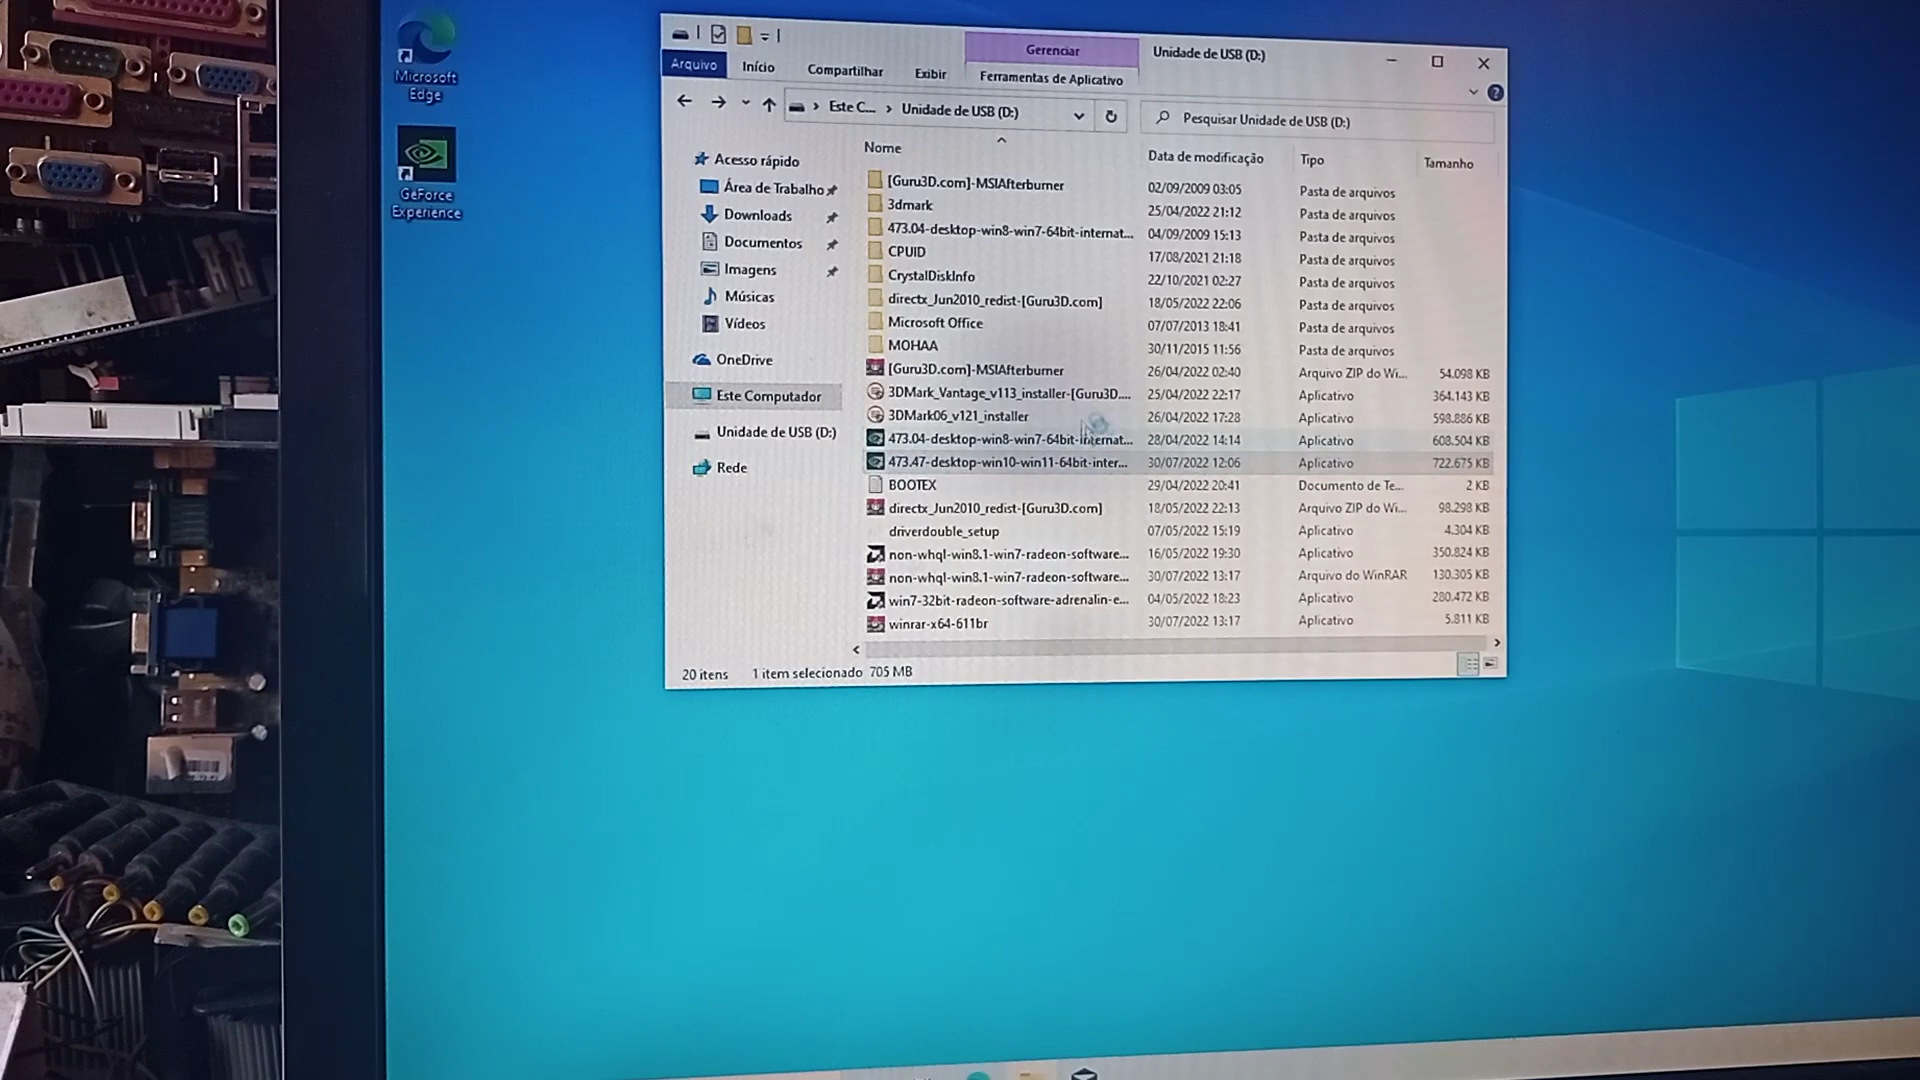 Microsoft Edge
GeForce Experience
Gerenciar
Unidade de USB (D:)
Arquivo Início Compartilhar Exibir Ferramentas de Aplicativo
Este C... Unidade de USB (D:)
Pesquisar Unidade de USB (D:)
Acesso rápido
Área de Trabalho
Downloads
Documentos
Imagens
Músicas
Vídeos
OneDrive
Este Computador
Unidade de USB (D:)
Rede
Nome Data de modificação Tipo Tamanho
[Guru3D.com]-MSIAfterburner 02/09/2009 03:05 Pasta de arquivos
3dmark 25/04/2022 21:12 Pasta de arquivos
473.04-desktop-win8-win7-64bit-internat... 04/09/2009 15:13 Pasta de arquivos
CPUID 17/08/2021 21:18 Pasta de arquivos
CrystalDiskInfo 22/10/2021 02:27 Pasta de arquivos
directx_Jun2010_redist-[Guru3D.com] 18/05/2022 22:06 Pasta de arquivos
Microsoft Office 07/07/2013 18:41 Pasta de arquivos
MOHAA 30/11/2015 11:56 Pasta de arquivos
[Guru3D.com]-MSIAfterburner 26/04/2022 02:40 Arquivo ZIP do Wi... 54.098 KB
3DMark_Vantage_v113_installer-[Guru3D.... 25/04/2022 22:17 Aplicativo 364.143 KB
3DMark06_v121_installer 26/04/2022 17:28 Aplicativo 598.886 KB
473.04-desktop-win8-win7-64bit-internat... 28/04/2022 14:14 Aplicativo 608.504 KB
473.47-desktop-win10-win11-64bit-inter... 30/07/2022 12:06 Aplicativo 722.675 KB
BOOTEX 29/04/2022 20:41 Documento de Te... 2 KB
directx_Jun2010_redist-[Guru3D.com] 18/05/2022 22:13 Arquivo ZIP do Wi... 98.298 KB
driverdouble_setup 07/05/2022 15:19 Aplicativo 4.304 KB
non-whql-win8.1-win7-radeon-software... 16/05/2022 19:30 Aplicativo 350.824 KB
non-whql-win8.1-win7-radeon-software... 30/07/2022 13:17 Arquivo do WinRAR 130.305 KB
win7-32bit-radeon-software-adrenalin-e... 04/05/2022 18:23 Aplicativo 280.472 KB
winrar-x64-611br 30/07/2022 13:17 Aplicativo 5.811 KB
20 itens 1 item selecionado 705 MB